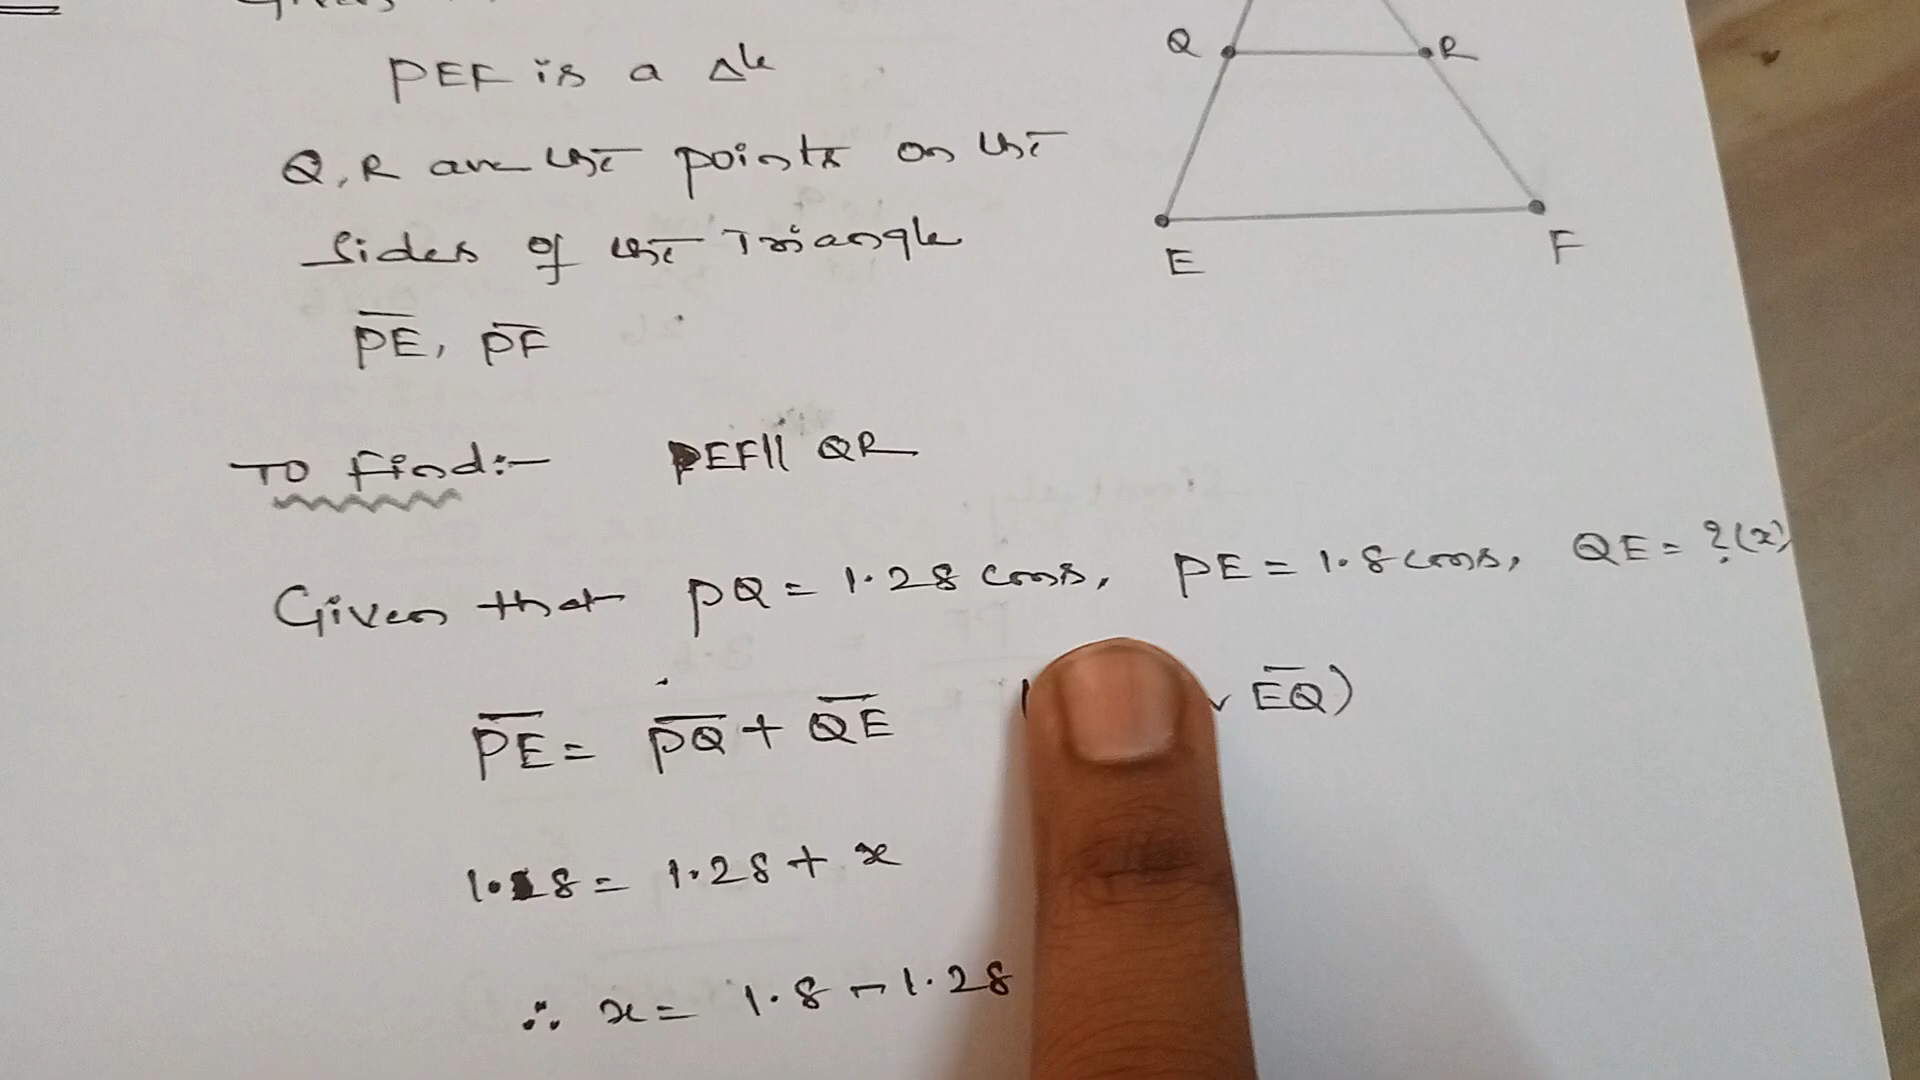 PEF is a Δle
Q, R are the points on the
sides of the Triangle
PE, PF
To find:- EF || QR
Given that PQ = 1.28 cms, PE = 1.8 cms, QE = ? (x)
PE = PQ + QE EQ)
1.8 = 1.28 + x
∴ x = 1.8 - 1.28
Q
R
E
F